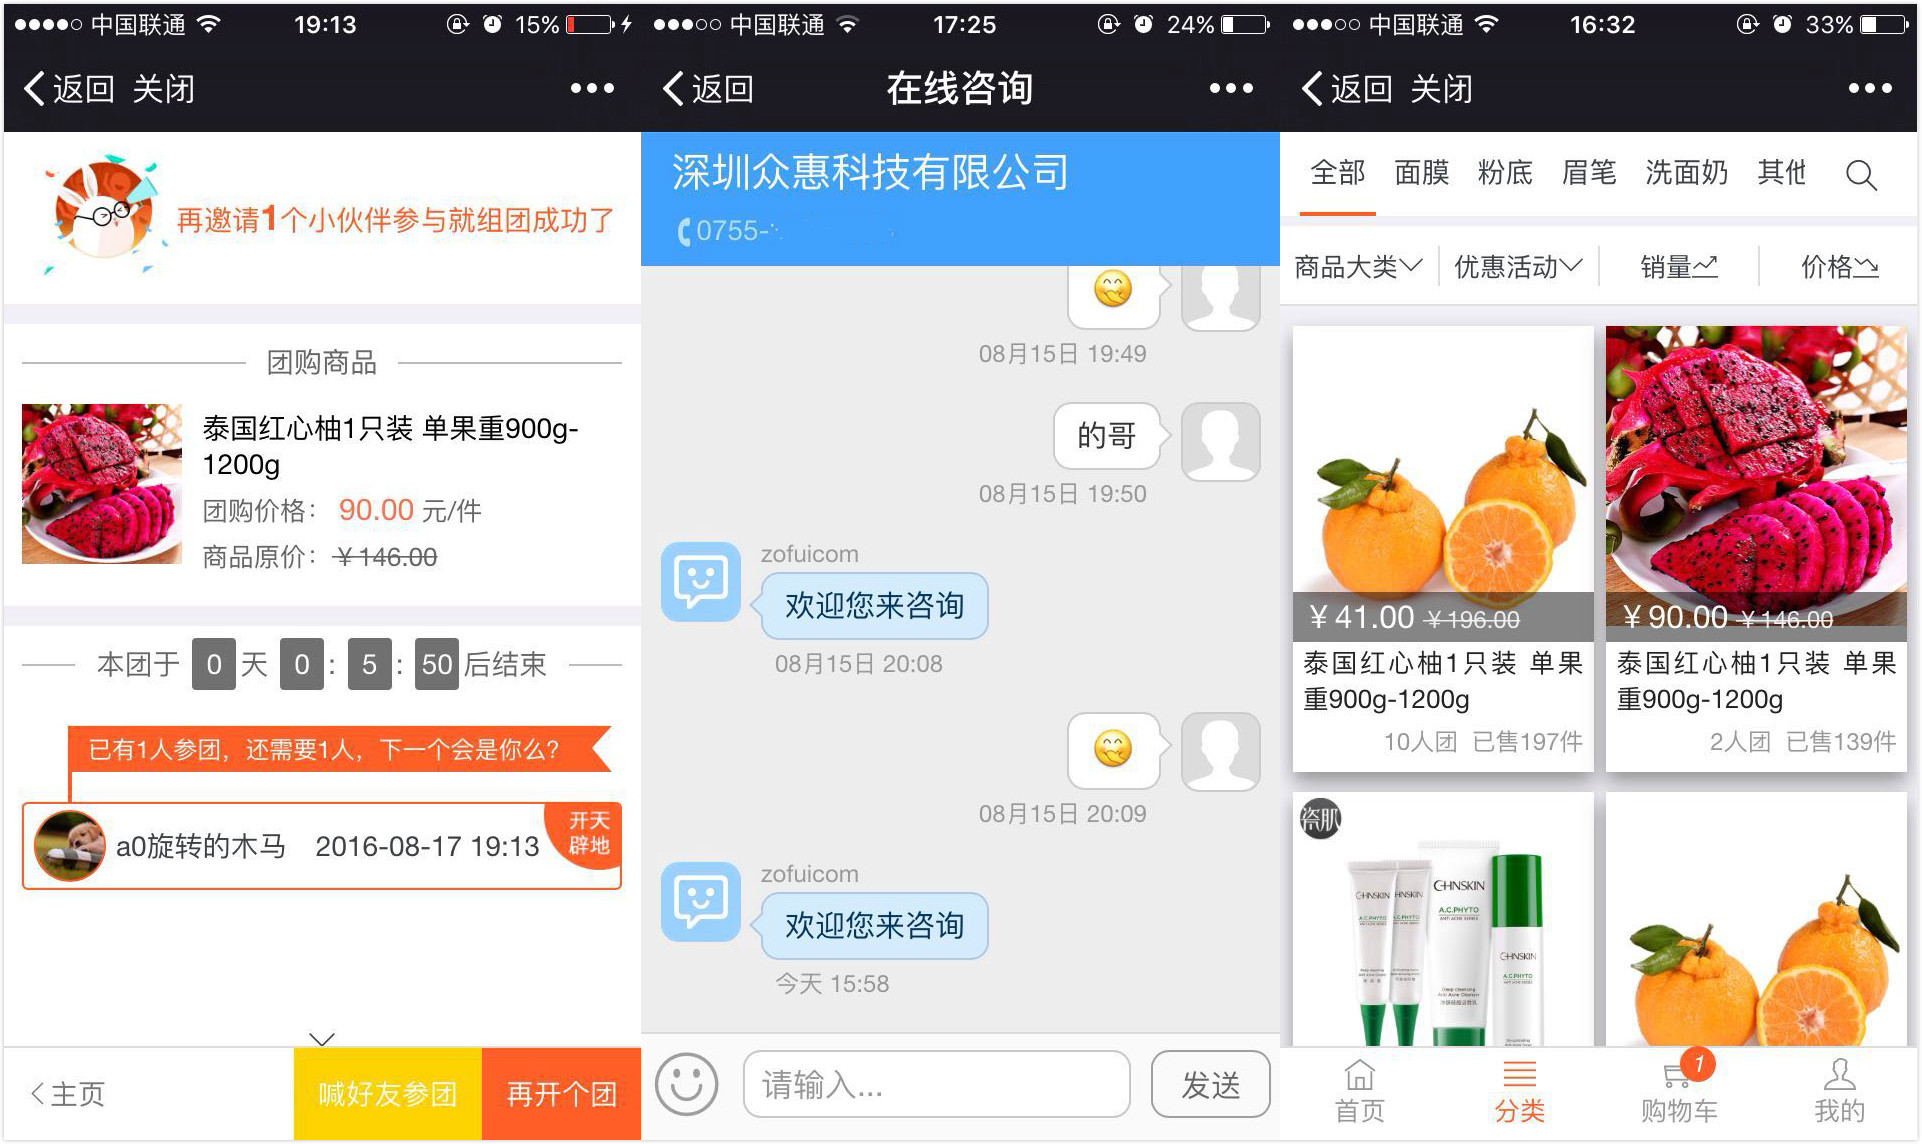 中国联通 19:13 15%
返回 关闭
再邀请1个小伙伴参与就组团成功了
团购商品
泰国红心柚1只装 单果重900g-
1200g
团购价格： 90.00 元/件
商品原价： ￥146.00
本团于 0 天 0 : 5 : 50 后结束
已有1人参团，还需要1人，下一个会是你么？
a0旋转的木马 2016-08-17 19:13
开天
辟地
主页
喊好友参团
再开个团
中国联通 17:25 24%
返回 在线咨询
深圳众惠科技有限公司
0755-
08月15日 19:49
的哥
08月15日 19:50
zofuicom
欢迎您来咨询
08月15日 20:08
08月15日 20:09
zofuicom
欢迎您来咨询
今天 15:58
请输入...
发送
中国联通 16:32 33%
返回 关闭
全部 面膜 粉底 眉笔 洗面奶 其他
商品大类 优惠活动 销量 价格
￥41.00 ￥196.00
泰国红心柚1只装 单果
重900g-1200g
10人团 已售197件
￥90.00 ￥146.00
泰国红心柚1只装 单果
重900g-1200g
2人团 已售139件
瓷肌
CHNSKIN
A.C.PHYTO
CHNSKIN
A.C.PHYTO
CHNSKIN
A.C.PHYTO
ANTI ACNE SERIES
Deep cleansing
Anti Acne Cleanser
CHNSKIN
A.C.PHYTO
首页
分类
1
购物车
我的